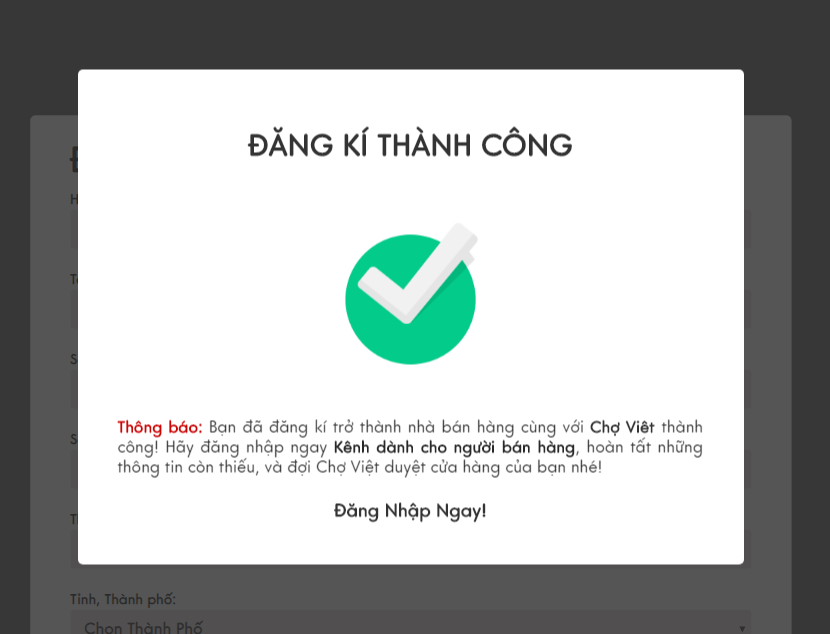 ĐĂNG KÍ THÀNH CÔNG
Thông báo: Bạn đã đăng kí trở thành nhà bán hàng cùng với Chợ Viêt thành
công! Hãy đăng nhập ngay Kênh dành cho người bán hàng, hoàn tất những
thông tin còn thiếu, và đợi Chợ Việt duyệt cửa hàng của bạn nhé!
Đăng Nhập Ngay!
Tỉnh, Thành phố:
Chọn Thành Phố